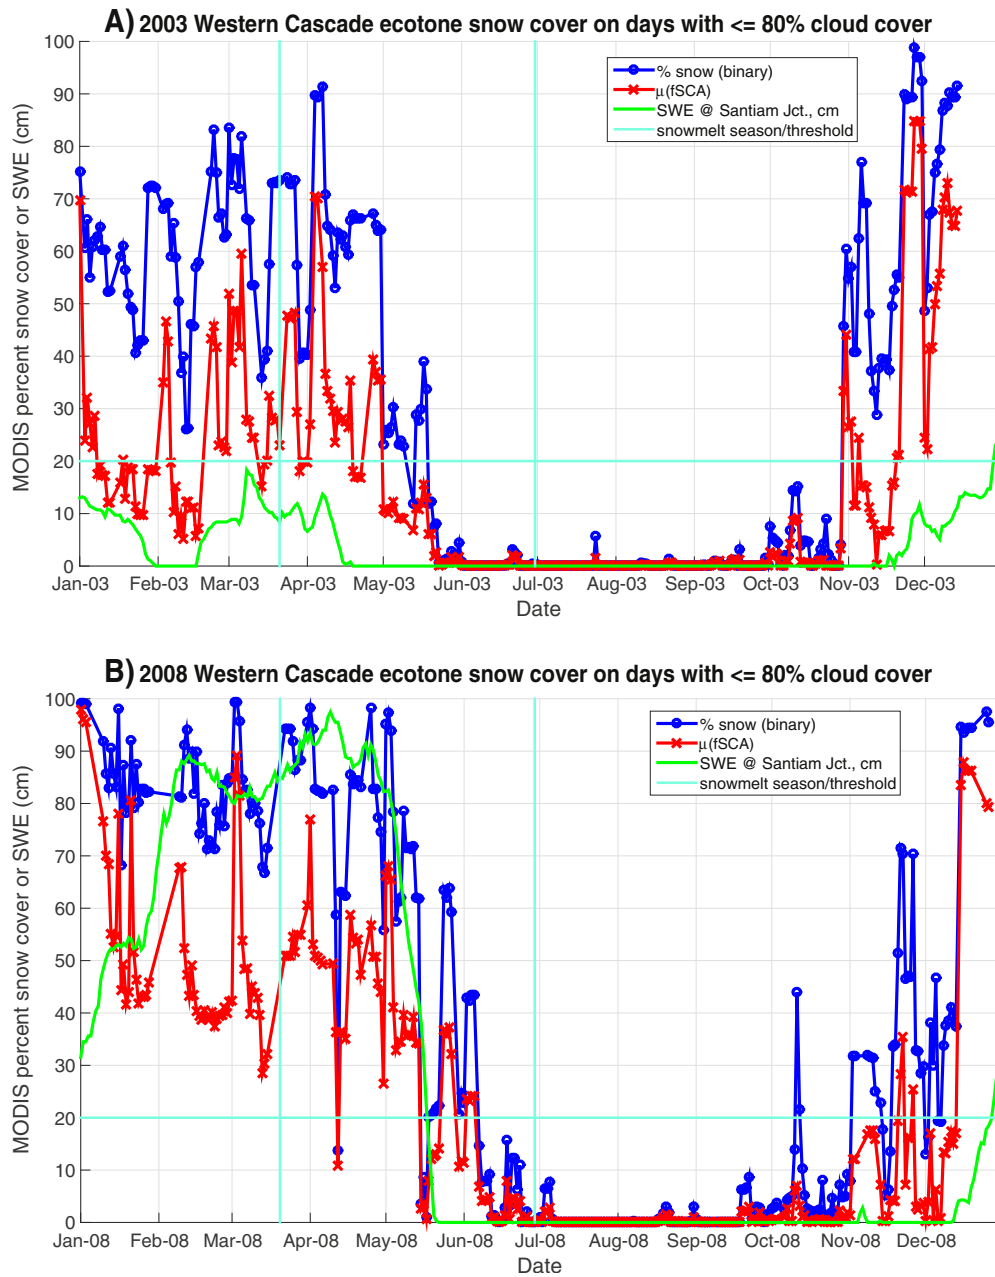 A) 2003 Western Cascade ecotone snow cover on days with <= 80% cloud cover
100
90
80
70
60
50
40
30
20
10
0
MODIS percent snow cover or SWE (cm)
% snow (binary)
μ(fSCA)
SWE @ Santiam Jct., cm
snowmelt season/threshold
Jan-03 Feb-03 Mar-03 Apr-03 May-03 Jun-03 Jul-03 Aug-03 Sep-03 Oct-03 Nov-03 Dec-03
Date
B) 2008 Western Cascade ecotone snow cover on days with <= 80% cloud cover
100
90
80
70
60
50
40
30
20
10
0
MODIS percent snow cover or SWE (cm)
% snow (binary)
μ(fSCA)
SWE @ Santiam Jct., cm
snowmelt season/threshold
Jan-08 Feb-08 Mar-08 Apr-08 May-08 Jun-08 Jul-08 Aug-08 Sep-08 Oct-08 Nov-08 Dec-08
Date